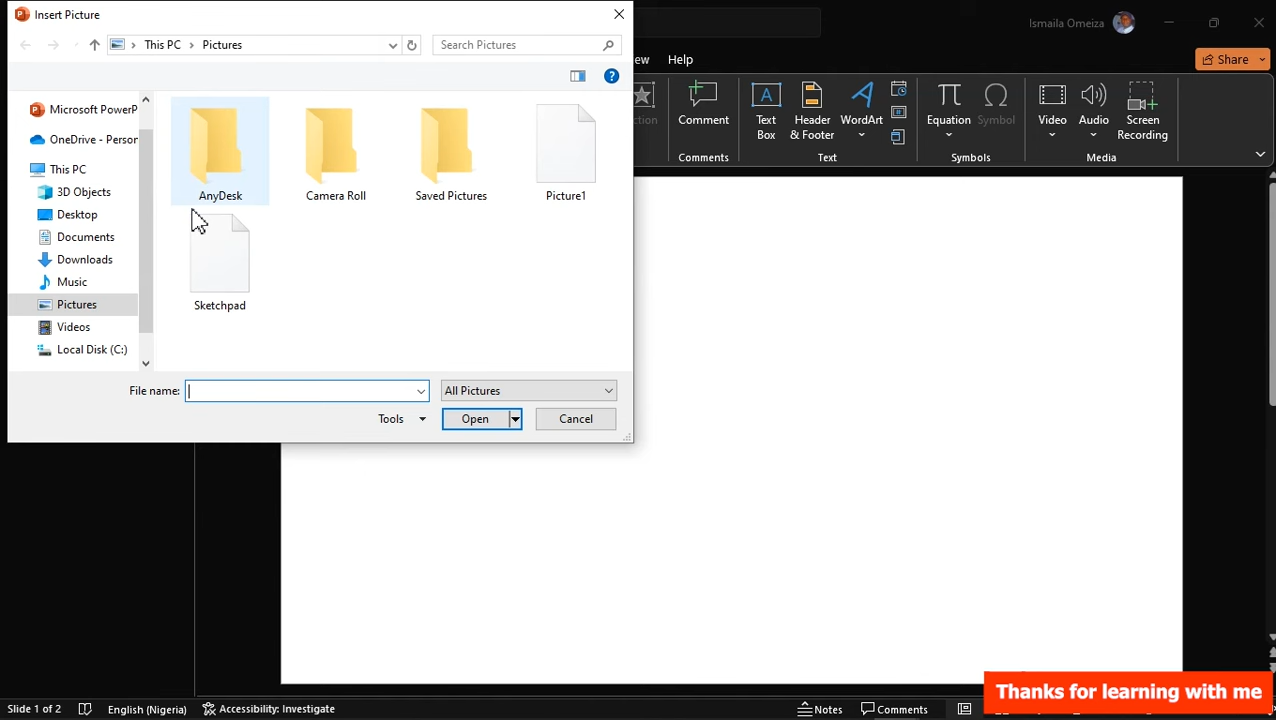 Insert Picture
Ismaila Omeiza
This PC
Pictures
Search Pictures
Help
Share
Microsoft PowerP
OneDrive - Person
This PC
3D Objects
Desktop
Documents
Downloads
Music
Pictures
Videos
Local Disk (C:)
AnyDesk
Camera Roll
Saved Pictures
Picture1
Sketchpad
Comment
Text
Box
Header
& Footer
WordArt
Equation
Symbol
Video
Audio
Screen
Recording
Comments
Text
Symbols
Media
File name:
All Pictures
Tools
Open
Cancel
Thanks for learning with me
Slide 1 of 2
English (Nigeria)
Accessibility: Investigate
Notes
Comments